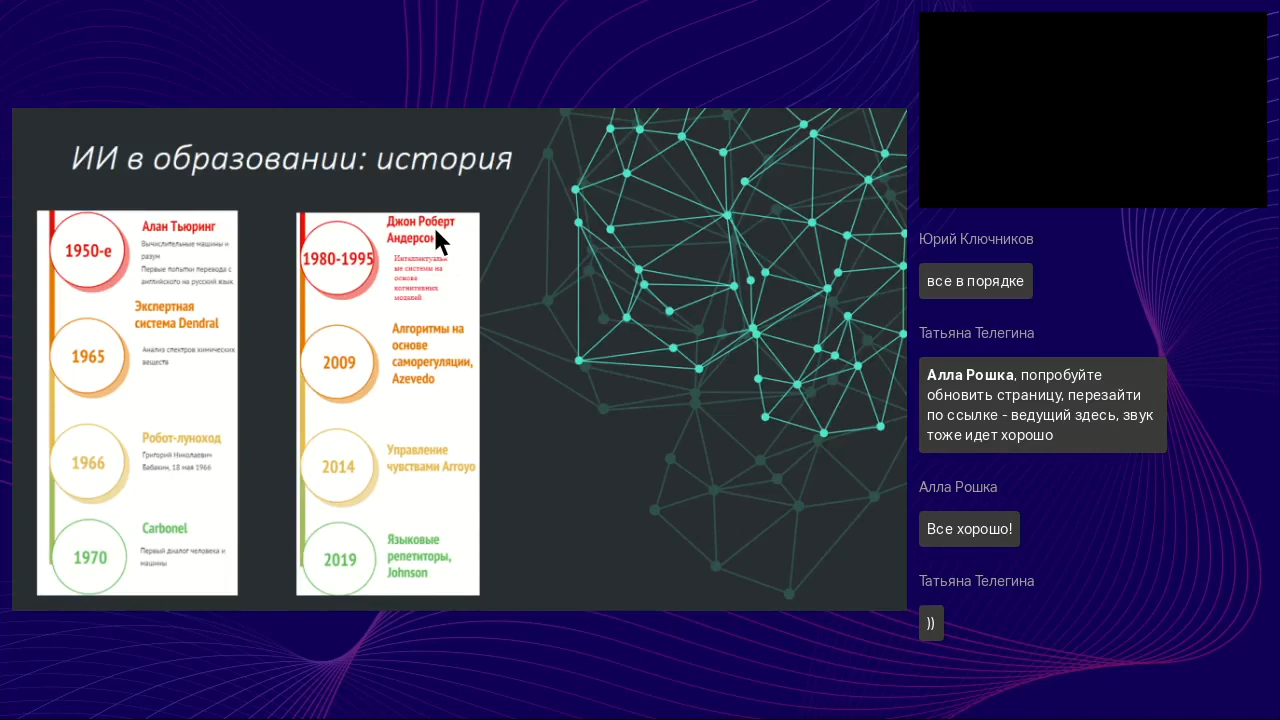 ИИ в образовании: история
1950-е
Алан Тьюринг
Вычислительные машины и
разум
Первые попытки перевода с
английского на русский язык
1965
Экспертная
система Dendral
Анализ спектров химических
веществ
1966
Робот-луноход
Григорий Николаевич
Бабакин, 18 мая 1966
1970
Carbonel
Первый диалог человека и
машины
1980-1995
Джон Роберт
Андерсон
системы на
основе
когнитивных
моделей
2009
Алгоритмы на
основе
саморегуляции,
Azevedo
2014
Управление
чувствами Arroyo
2019
Языковые
репетиторы,
Johnson
Юрий Ключников
все в порядке
Татьяна Телегина
Алла Рошка, попробуйте
обновить страницу, перезайти
по ссылке - ведущий здесь, звук
тоже идет хорошо
Алла Рошка
Все хорошо!
Татьяна Телегина
))